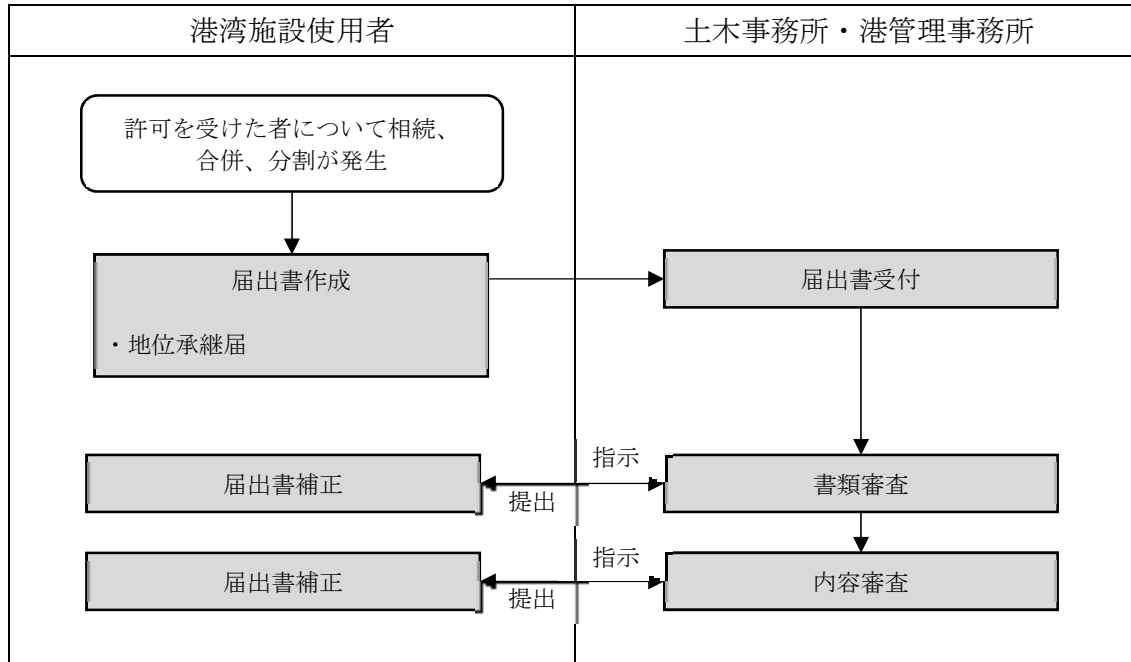 港湾施設使用者
土木事務所・港管理事務所
許可を受けた者について相続、
合併、分割が発生
届出書作成
・地位承継届
届出書受付
届出書補正
指示
提出
書類審査
届出書補正
指示
提出
内容審査